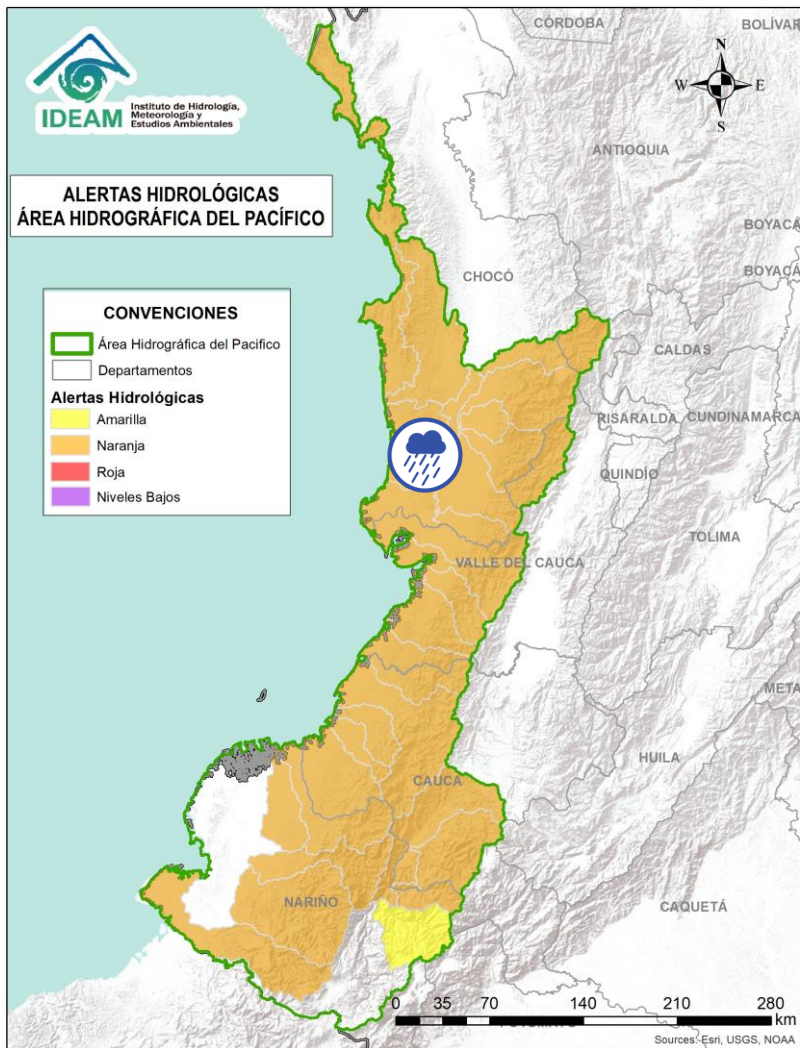 IDEAM
Instituto de Hidrología,
Meteorología y
Estudios Ambientales
CÓRDOBA
BOLÍVAR
N
W
E
S
ANTIOQUIA
ALERTAS HIDROLÓGICAS
ÁREA HIDROGRÁFICA DEL PACÍFICO
BOYACÁ
CHOCÓ
BOYACÁ
CONVENCIONES
Área Hidrográfica del Pacifico
Departamentos
Alertas Hidrológicas
Amarilla
Naranja
Roja
Niveles Bajos
CALDAS
RISARALDA
CUNDINAMARCA
QUINDÍO
TOLIMA
VALLE DEL CAUCA
META
HUILA
CAUCA
NARIÑO
CAQUETÁ
0 35 70 140 210 280
km
Sources: Esri, USGS, NOAA